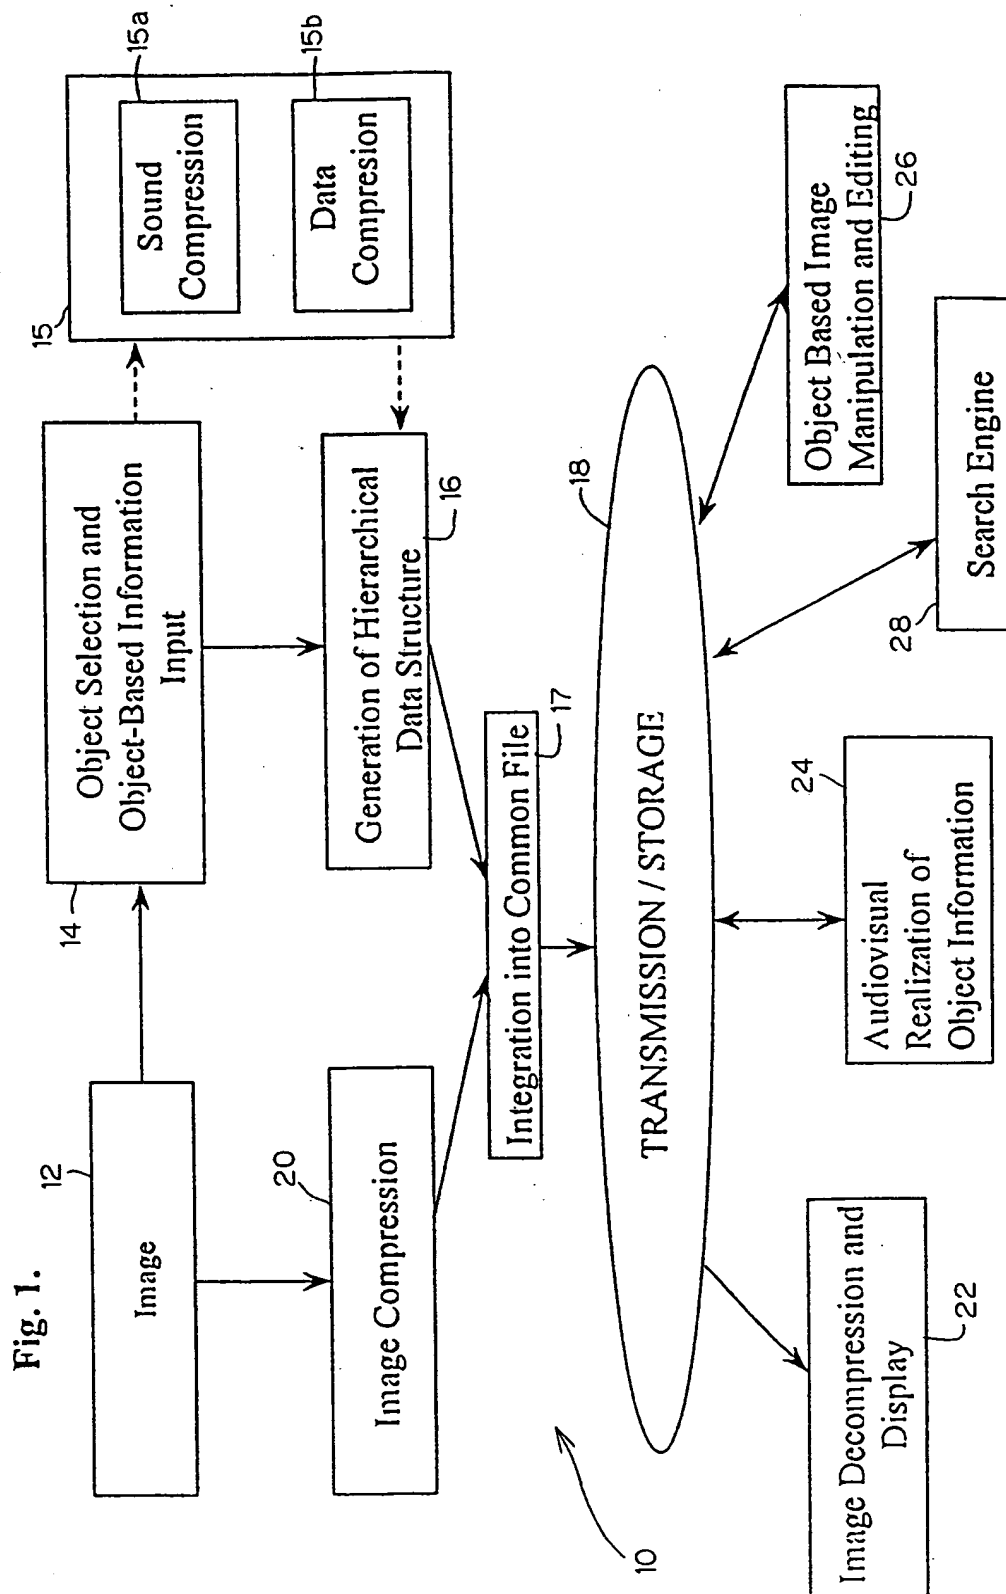 Fig. 1.
12
Image
14
Object Selection and
Object-Based Information
Input
15
15a
Sound
Compression
15b
Data
Compresion
20
Image Compression
Generation of Hierarchical
Data Structure
16
Integration into Common File
17
18
TRANSMISSION / STORAGE
10
Image Decompression and
Display
22
24
Audiovisual
Realization of
Object Information
28
Search Engine
Object Based Image
Manipulation and Editing
26